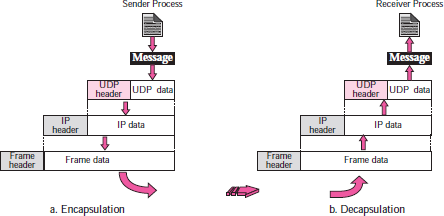 Sender Process
Message
UDP header
UDP data
IP header
IP data
Frame header
Frame data
a. Encapsulation
Receiver Process
Message
UDP header
UDP data
IP header
IP data
Frame header
Frame data
b. Decapsulation